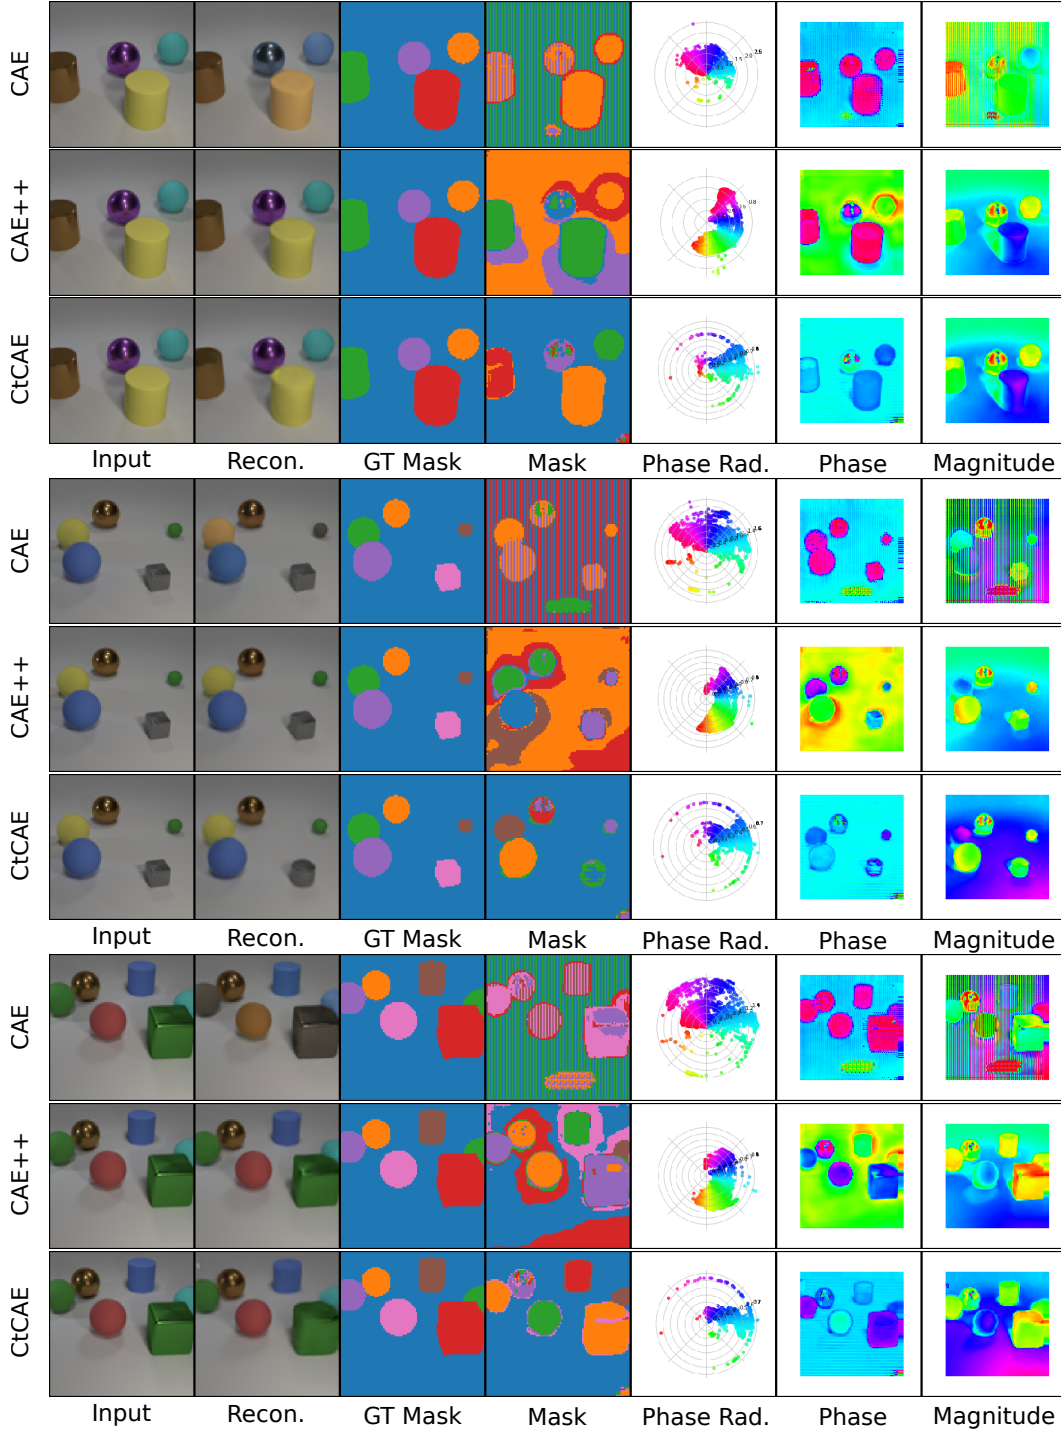 CAE
CAE++
CtCAE
Input Recon. GT Mask Mask Phase Rad. Phase Magnitude
CAE
CAE++
CtCAE
Input Recon. GT Mask Mask Phase Rad. Phase Magnitude
CAE
CAE++
CtCAE
Input Recon. GT Mask Mask Phase Rad. Phase Magnitude